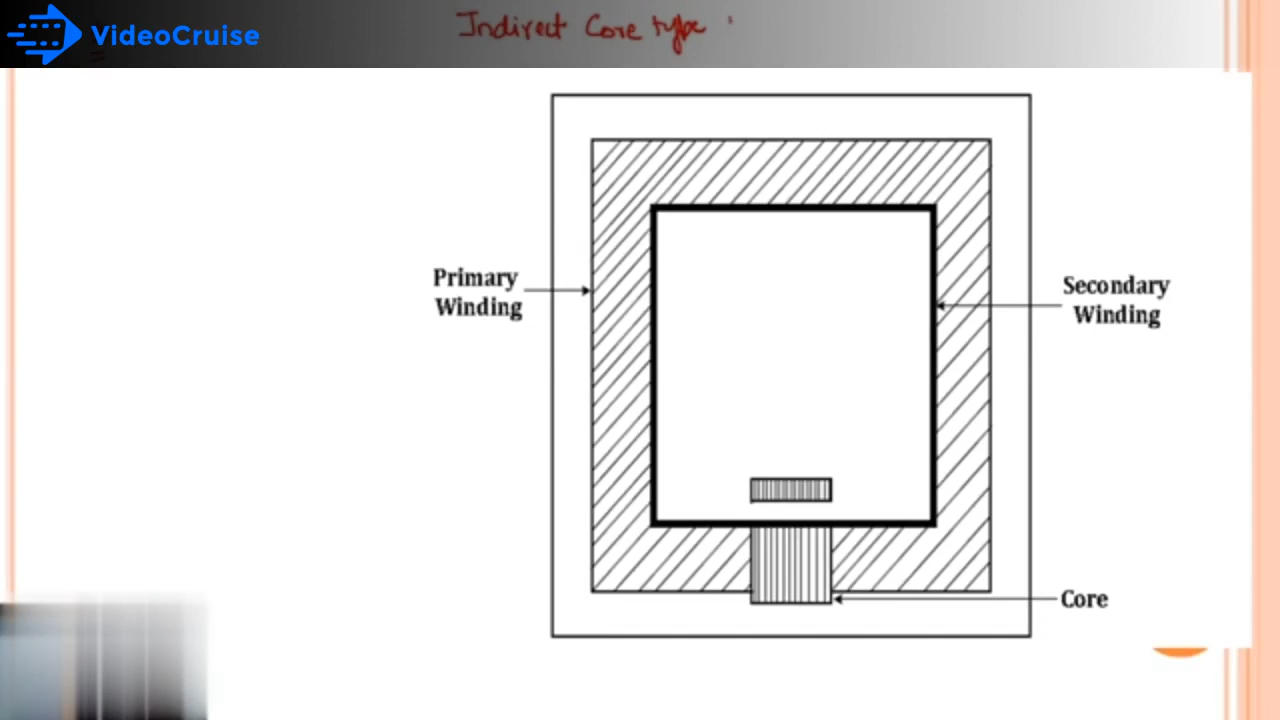 VideoCruise
Indirect Core type
Primary
Winding
Secondary
Winding
Core